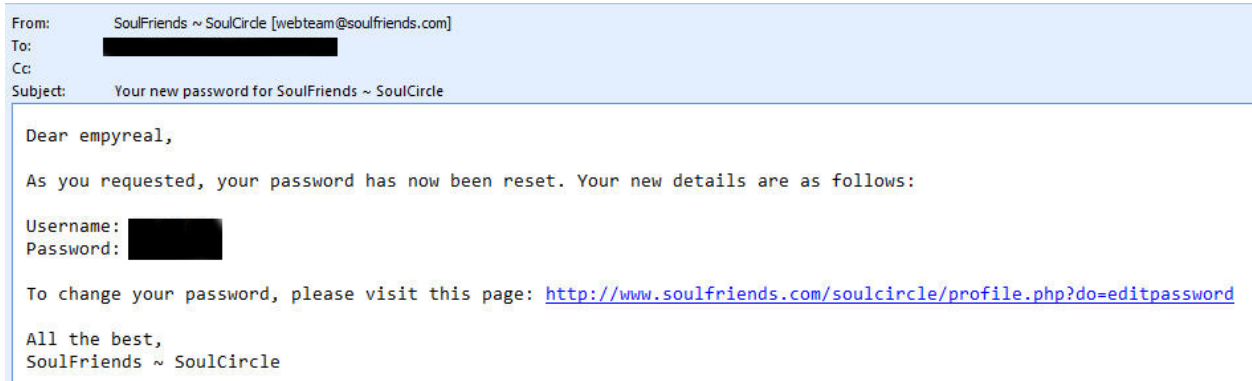 From: SoulFriends ~ SoulCircle [webteam@soulfriends.com]
To:
Cc:
Subject: Your new password for SoulFriends ~ SoulCircle
Dear empyreal,
As you requested, your password has now been reset. Your new details are as follows:
Username:
Password:
To change your password, please visit this page: http://www.soulfriends.com/soulcircle/profile.php?do=editpassword
All the best,
SoulFriends ~ SoulCircle